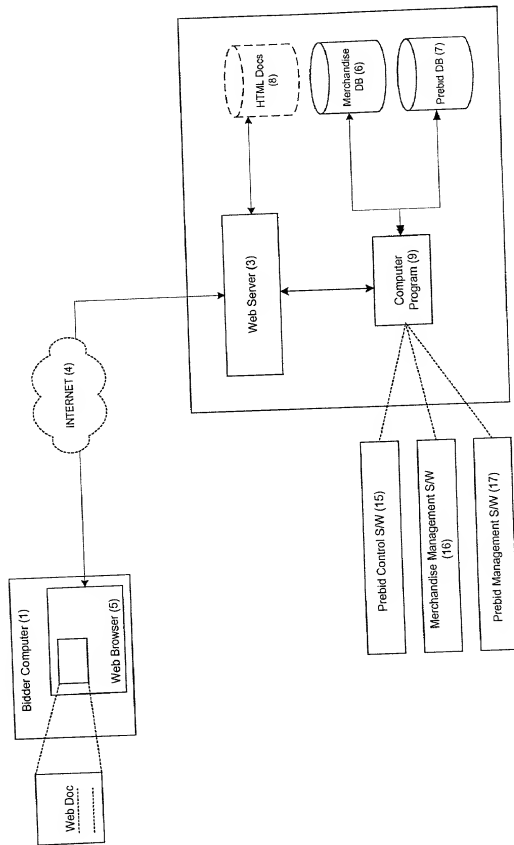 Web Doc
Bidder Computer (1)
Web Browser (5)
INTERNET (4)
Web Server (3)
HTML Docs
(8)
Merchandise
DB (6)
Prebid DB (7)
Computer
Program (9)
Prebid Control S/W (15)
Merchandise Management S/W
(16)
Prebid Management S/W (17)